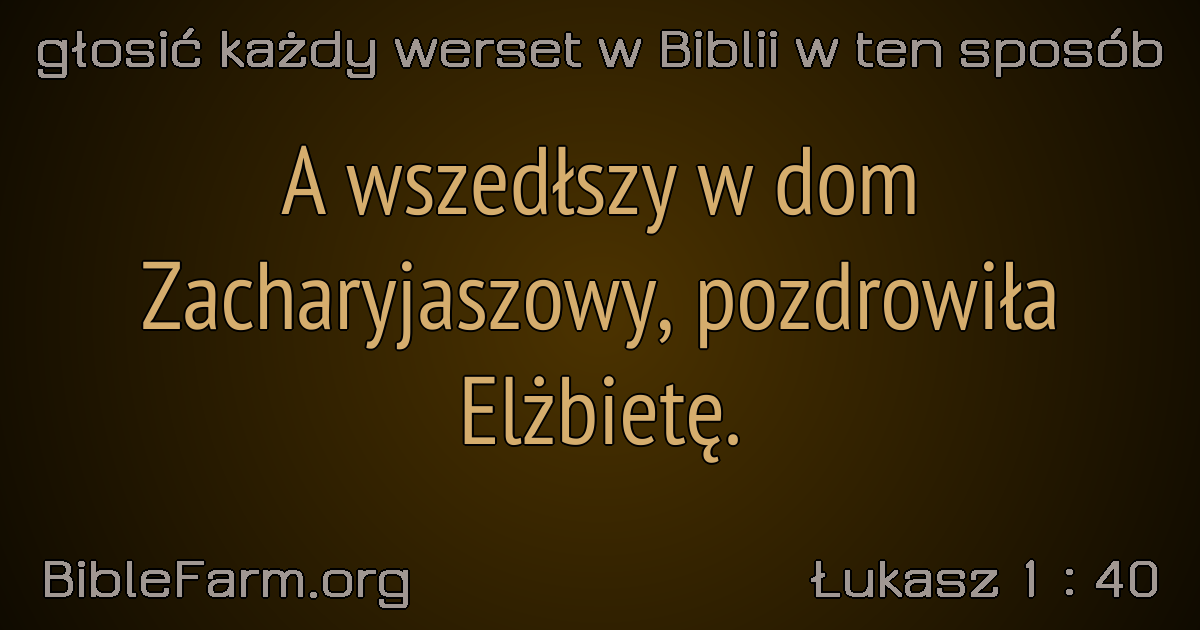 głosić każdy werset w Biblii w ten sposób
A wszedłszy w dom
Zacharyjaszowy, pozdrowiła
Elżbietę.
BibleFarm.org
Łukasz 1 : 40